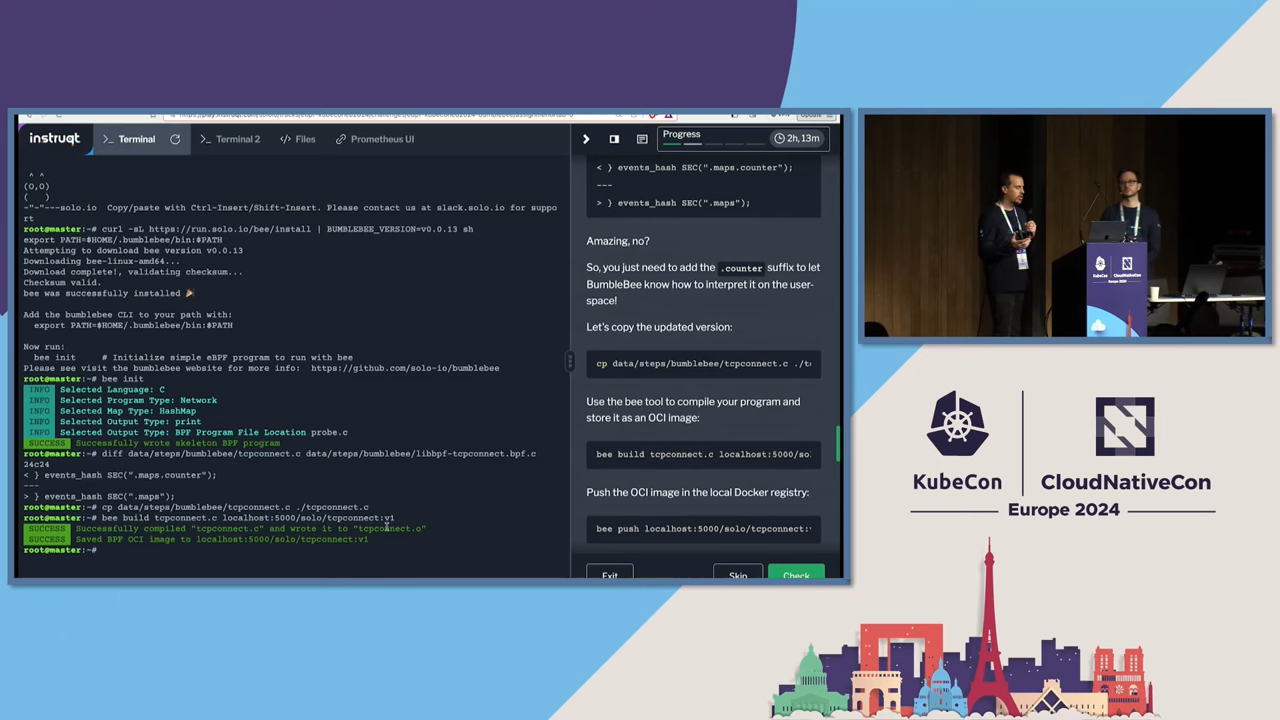 instruqt
>_ Terminal
>_ Terminal 2
</> Files
Prometheus UI
Progress
2h, 13m
^ ^
(O,O)
(   )
-"-"---solo.io  Copy/paste with Ctrl-Insert/Shift-Insert. Please contact us at slack.solo.io for suppo
rt
root@master:~# curl -sL https://run.solo.io/bee/install | BUMBLEBEE_VERSION=v0.0.13 sh
export PATH=$HOME/.bumblebee/bin:$PATH
Attempting to download bee version v0.0.13
Downloading bee-linux-amd64...
Download complete!, validating checksum...
Checksum valid.
bee was successfully installed 🎉
Add the bumblebee CLI to your path with:
export PATH=$HOME/.bumblebee/bin:$PATH
Now run:
bee init     # Initialize simple eBPF program to run with bee
Please see visit the bumblebee website for more info:  https://github.com/solo-io/bumblebee
root@master:~# bee init
INFO  Selected Language: C
INFO  Selected Program Type: Network
INFO  Selected Map Type: HashMap
INFO  Selected Output Type: print
INFO  Selected Output Type: BPF Program File Location probe.c
SUCCESS  Successfully wrote skeleton BPF program
root@master:~# diff data/steps/bumblebee/tcpconnect.c data/steps/bumblebee/libbpf-tcpconnect.bpf.c
24c24
< } events_hash SEC(".maps.counter");
---
> } events_hash SEC(".maps");
root@master:~# cp data/steps/bumblebee/tcpconnect.c ./tcpconnect.c
root@master:~# bee build tcpconnect.c localhost:5000/solo/tcpconnect:v1
SUCCESS  Successfully compiled "tcpconnect.c" and wrote it to "tcpconnect.o"
SUCCESS  Saved BPF OCI image to localhost:5000/solo/tcpconnect:v1
root@master:~#
< } events_hash SEC(".maps.counter");
---
> } events_hash SEC(".maps");
Amazing, no?
So, you just need to add the .counter suffix to let
BumbleBee know how to interpret it on the user-
space!
Let's copy the updated version:
cp data/steps/bumblebee/tcpconnect.c ./t
Use the bee tool to compile your program and
store it as an OCI image:
bee build tcpconnect.c localhost:5000/so
Push the OCI image in the local Docker registry:
bee push localhost:5000/solo/tcpconnect:
Exit
Skip
Check
KubeCon
CloudNativeCon
Europe 2024
KubeCon
CloudNativeCon
Europe 2024